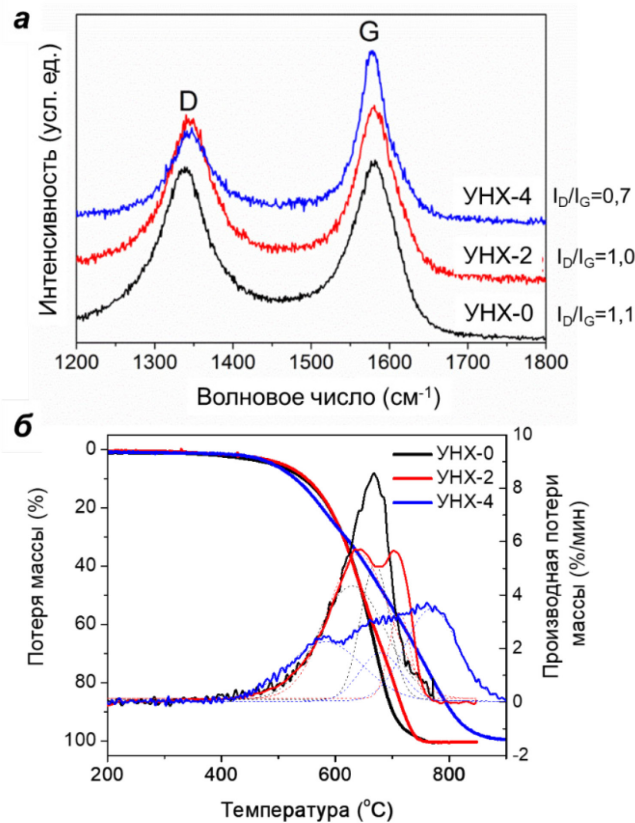 а
Интенсивность (усл. ед.)
D
G
УНХ-4 I_D/I_G=0,7
УНХ-2 I_D/I_G=1,0
УНХ-0 I_D/I_G=1,1
1200 1300 1400 1500 1600 1700 1800
Волновое число (см⁻¹)
б
Потеря массы (%)
0
20
40
60
80
100
УНХ-0
УНХ-2
УНХ-4
10
8
6
4
2
0
-2
Производная потери
массы (%/мин)
200 400 600 800
Температура (°C)